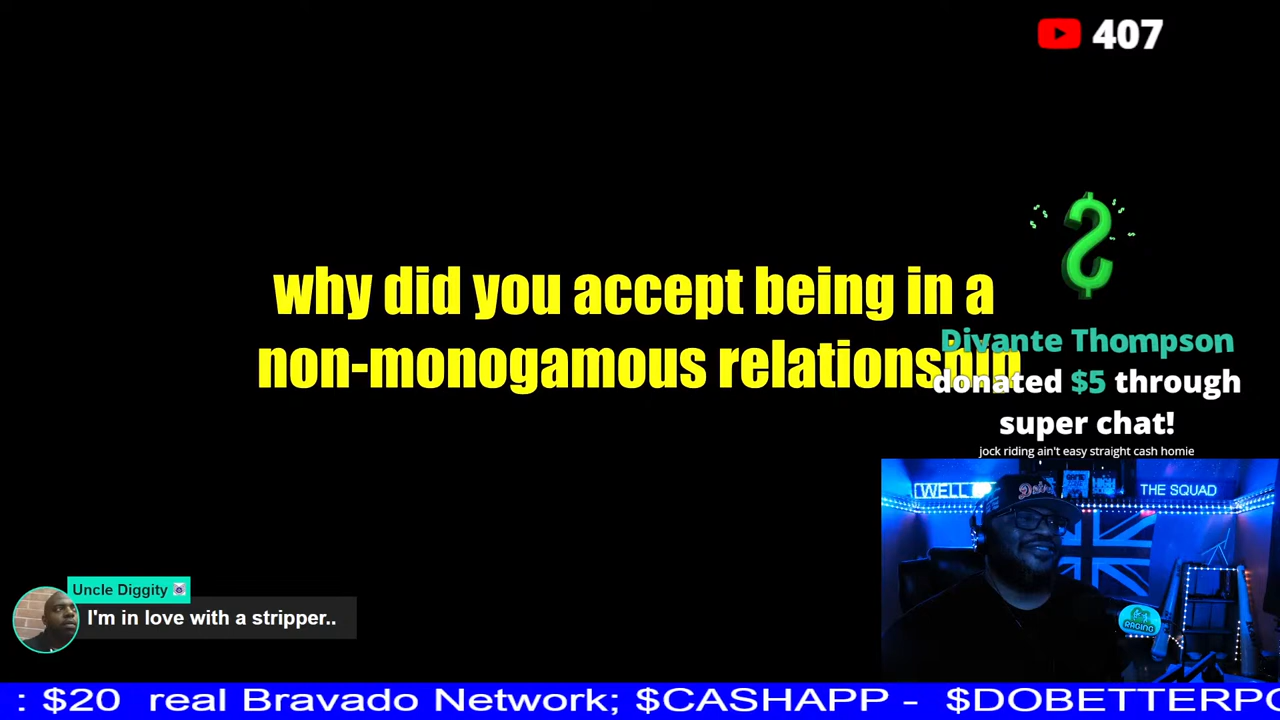 407
why did you accept being in a
non-monogamous relationship
Divante Thompson
donated $5 through
super chat!
jock riding ain't easy straight cash homie
WELL
THE SQUAD
RAGING
Uncle Diggity
I'm in love with a stripper..
: $20 real Bravado Network; $CASHAPP - $DOBETTERPO